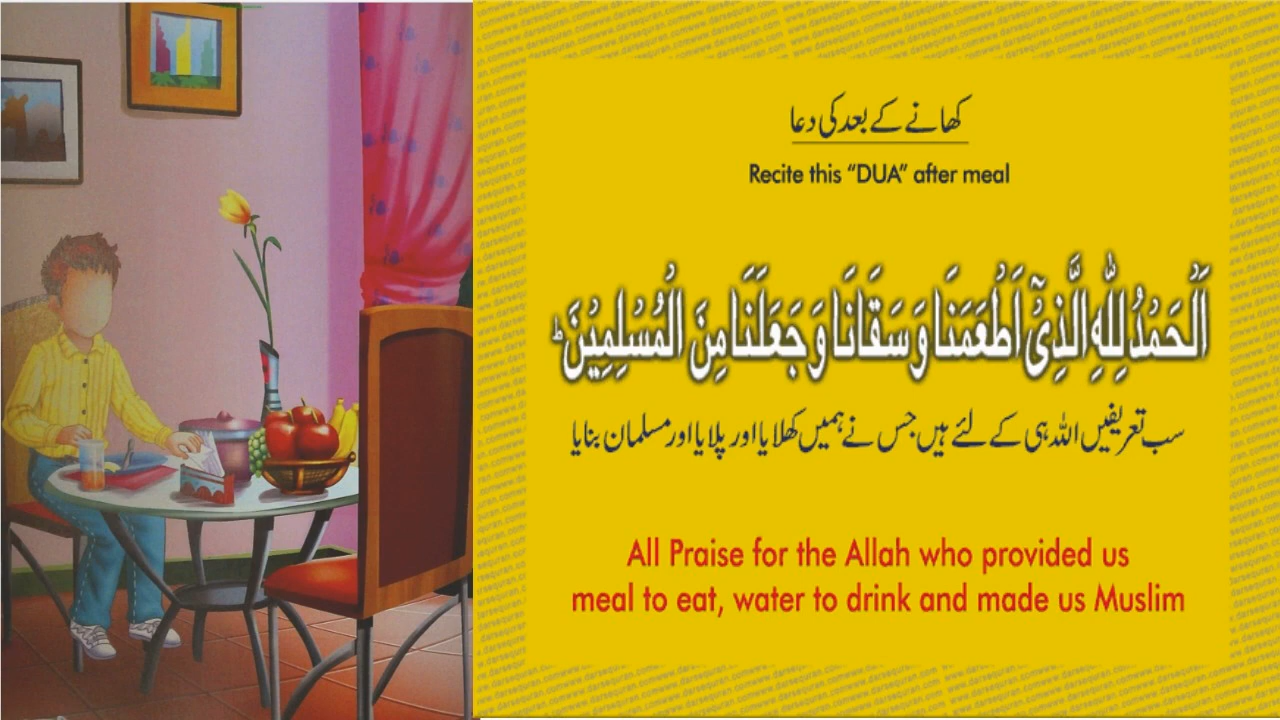 کھانے کے بعد کی دعا
Recite this “DUA” after meal
اَلْحَمْدُ لِلّٰهِ الَّذِیْۤ اَطْعَمَنَا وَ سَقَانَا وَ جَعَلَنَا مِنَ الْمُسْلِمِیْنَ ؕ
سب تعریفیں اللہ ہی کے لئے ہیں جس نے ہمیں کھلایا اور پلایا اور مسلمان بنایا
All Praise for the Allah who provided us
meal to eat, water to drink and made us Muslim